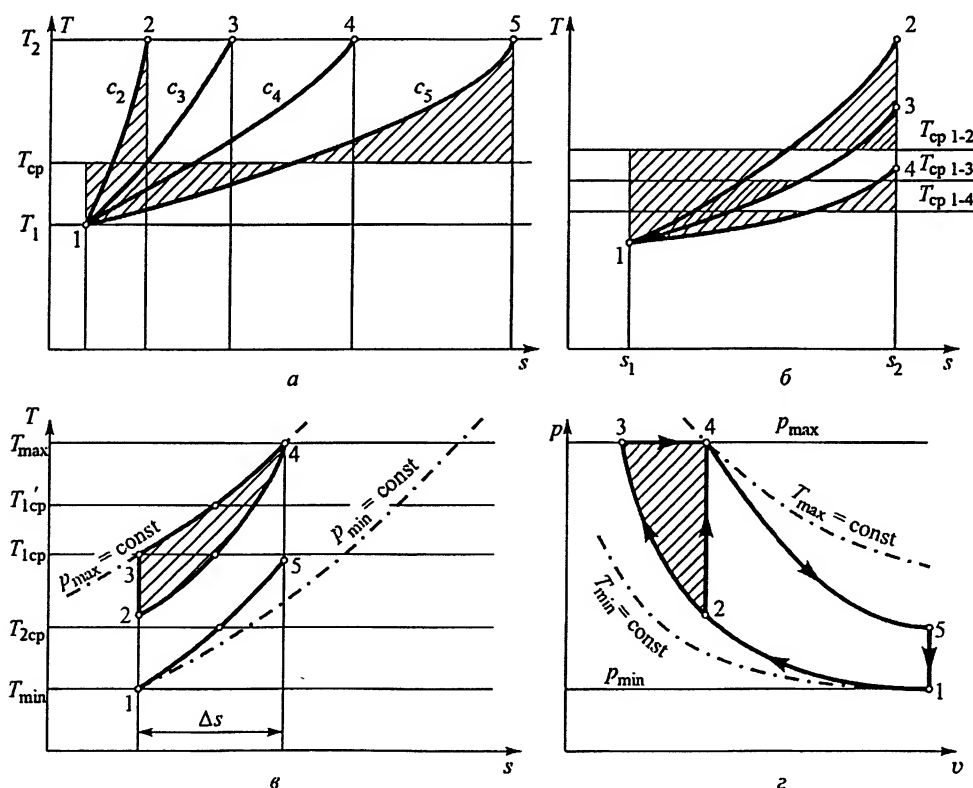 T 2 3 4 5
T₂
c₂ c₃ c₄ c₅
T_ср
T₁
1
s
а
T 2
3
T_ср 1-2
4 T_ср 1-3
T_ср 1-4
1
s₁ s₂ s
б
T
T_max 4
T′_1ср
p_max = const
p_min = const
T_1ср
3
5
2
T_2ср
T_min
1
Δs
s
в
p 3 4 p_max
T_max = const
T_min = const
2
5
p_min
1
υ
г